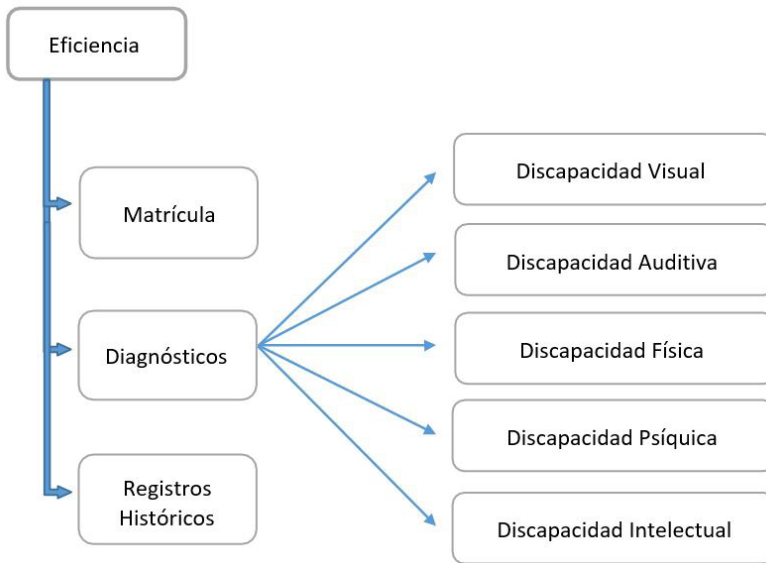 Eficiencia
Matrícula
Diagnósticos
Registros
Históricos
Discapacidad Visual
Discapacidad Auditiva
Discapacidad Física
Discapacidad Psíquica
Discapacidad Intelectual